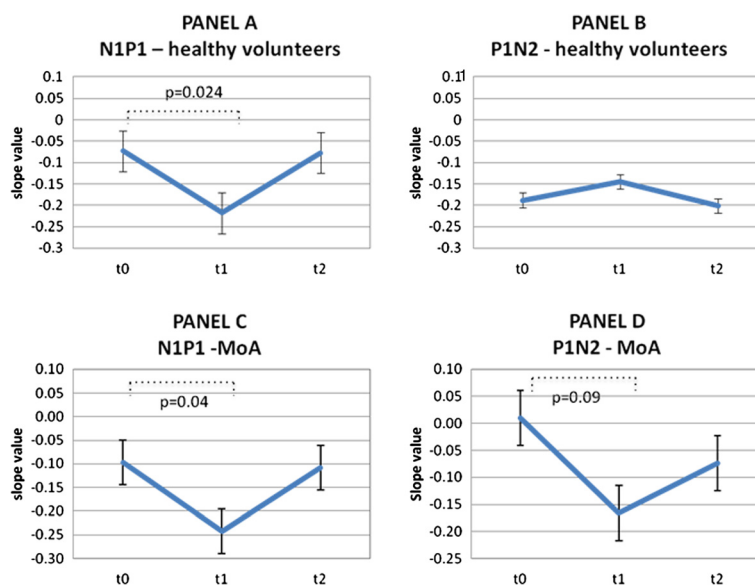 PANEL A
N1P1 – healthy volunteers
slope value
0.1
0.05
0
-0.05
-0.1
-0.15
-0.2
-0.25
-0.3
p=0.024
t0 t1 t2
PANEL B
P1N2 - healthy volunteers
slope value
0.1
0.05
0
-0.05
-0.1
-0.15
-0.2
-0.25
-0.3
t0 t1 t2
PANEL C
N1P1 -MoA
slope value
0.10
0.05
0.00
-0.05
-0.10
-0.15
-0.20
-0.25
-0.30
p=0.04
t0 t1 t2
PANEL D
P1N2 - MoA
slope value
0.10
0.05
0.00
-0.05
-0.10
-0.15
-0.20
-0.25
p=0.09
t0 t1 t2